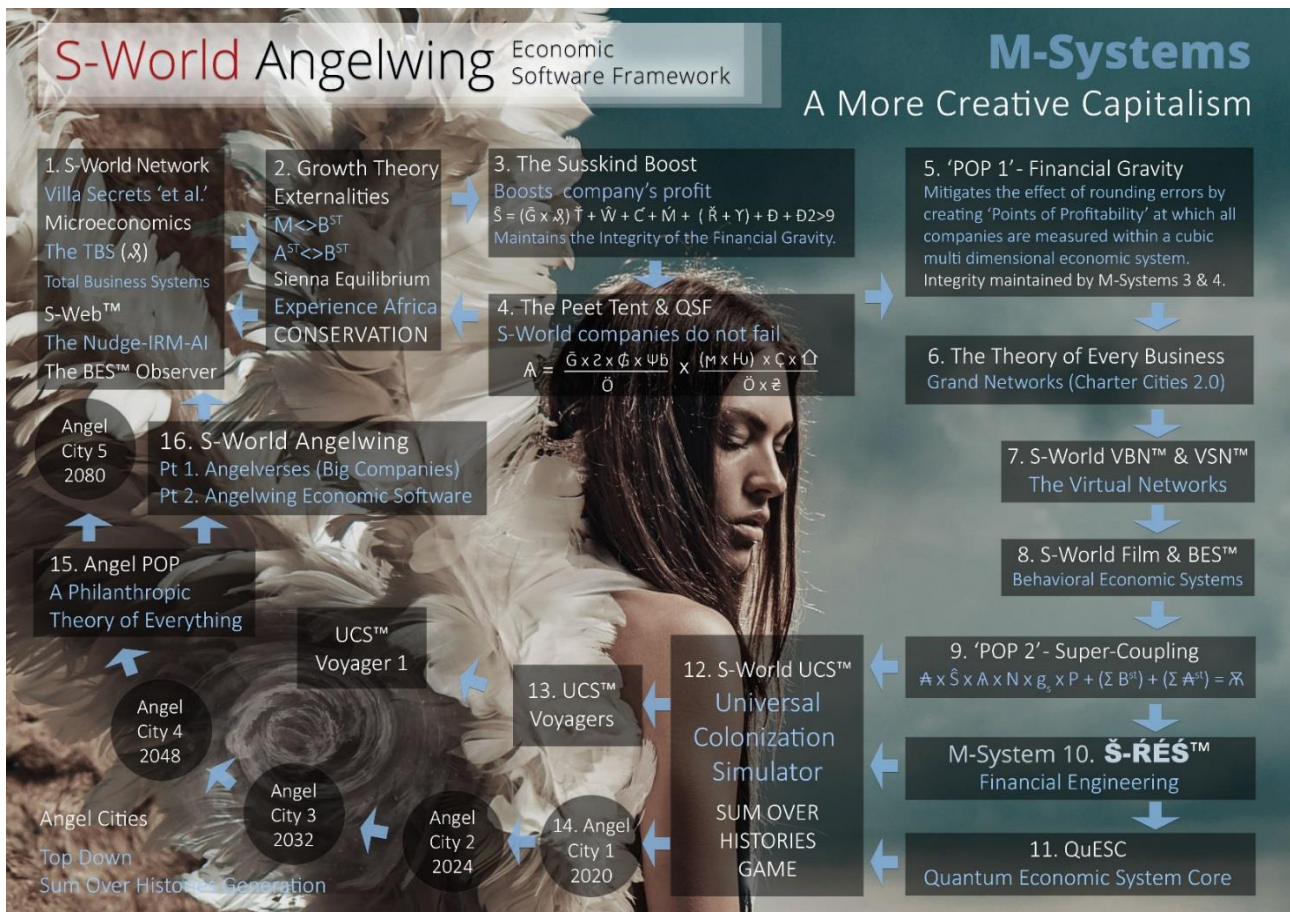 S-World Angelwing
Economic
Software Framework
M-Systems
A More Creative Capitalism
1. S-World Network
Villa Secrets ‘et al.’
Microeconomics
The TBS
Total Business Systems
S-Web™
The Nudge-IRM-AI
The BES™ Observer
2. Growth Theory
Externalities
M<>Bˢᵀ
Aˢᵀ<>Bˢᵀ
Sienna Equilibrium
Experience Africa
CONSERVATION
3. The Susskind Boost
Boosts company’s profit
Maintains the Integrity of the Financial Gravity.
4. The Peet Tent & QSF
S-World companies do not fail
5. ‘POP 1’ - Financial Gravity
Mitigates the effect of rounding errors by
creating ‘Points of Profitability’ at which all
companies are measured within a cubic
multi dimensional economic system.
Integrity maintained by M-Systems 3 & 4.
6. The Theory of Every Business
Grand Networks (Charter Cities 2.0)
7. S-World VBN™ & VSN™
The Virtual Networks
8. S-World Film & BES™
Behavioral Economic Systems
9. ‘POP 2’ - Super-Coupling
M-System 10. Š-ŔÉŚ™
Financial Engineering
11. QuESC
Quantum Economic System Core
12. S-World UCS™
Universal
Colonization
Simulator
SUM OVER
HISTORIES
GAME
13. UCS™
Voyagers
UCS™
Voyager 1
14. Angel
City 1
2020
Angel
City 2
2024
Angel
City 3
2032
Angel
City 4
2048
Angel
City 5
2080
15. Angel POP
A Philanthropic
Theory of Everything
16. S-World Angelwing
Pt 1. Angelverses (Big Companies)
Pt 2. Angelwing Economic Software
Angel Cities
Top Down
Sum Over Histories Generation